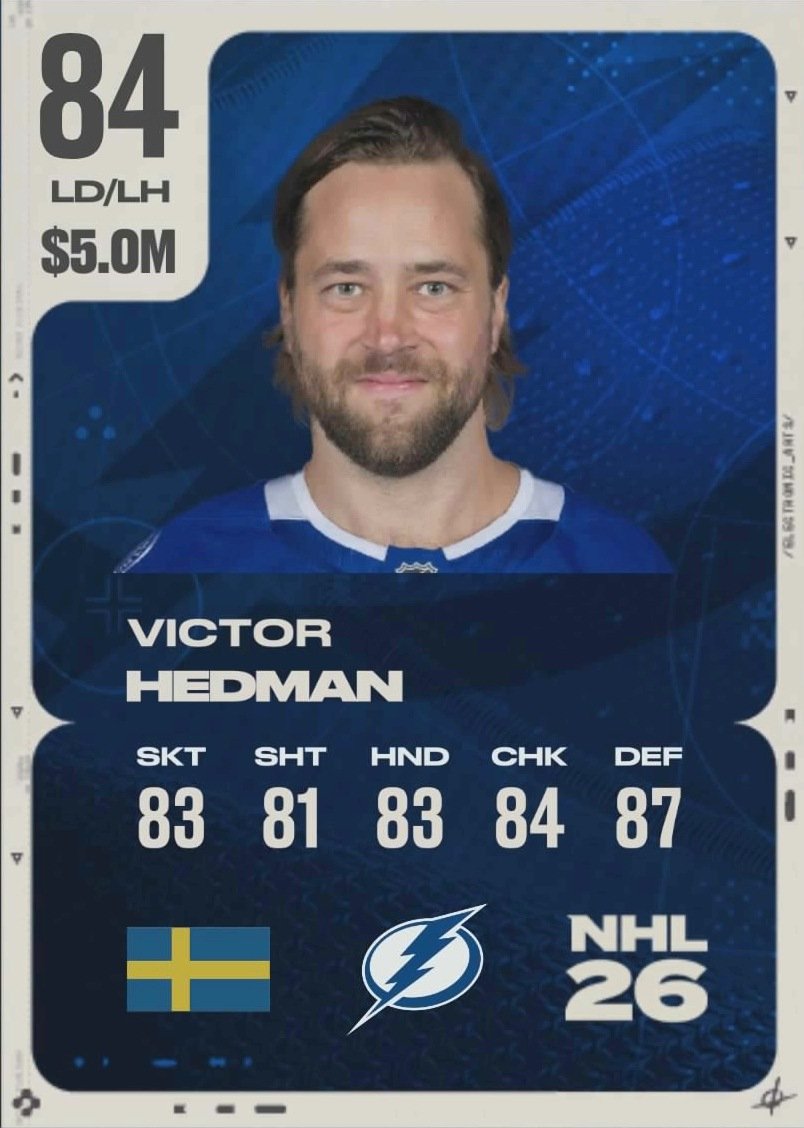 84
LD/LH
$5.0M
/ELECTRONIC_ARTS/
VICTOR
HEDMAN
SKT SHT HND CHK DEF
83 81 83 84 87
NHL
26